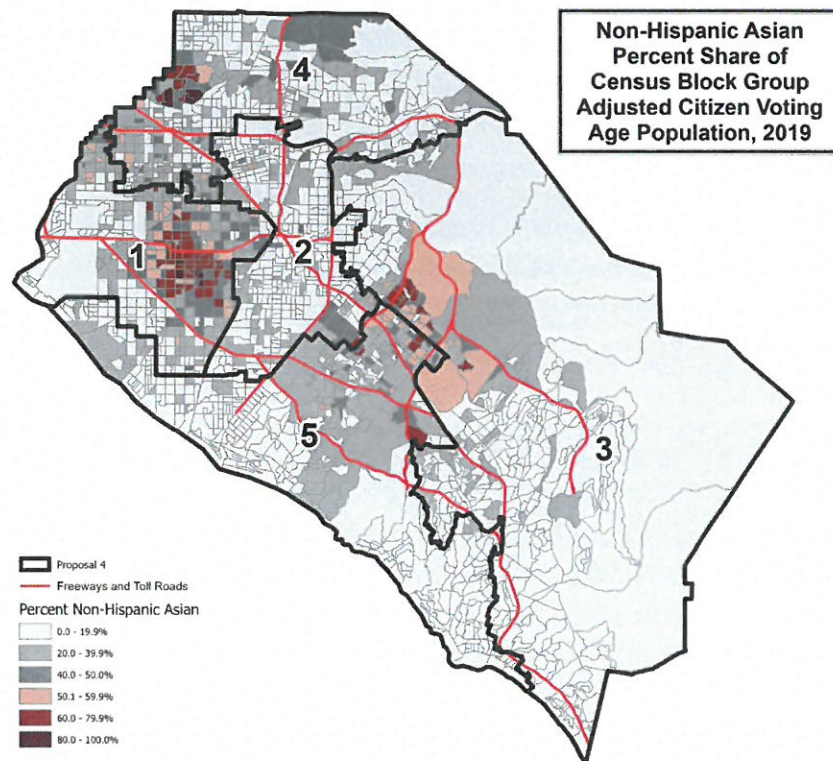 Non-Hispanic Asian
Percent Share of
Census Block Group
Adjusted Citizen Voting
Age Population, 2019
4
1
2
5
3
Proposal 4
Freeways and Toll Roads
Percent Non-Hispanic Asian
0.0 - 19.9%
20.0 - 39.9%
40.0 - 50.0%
50.1 - 59.9%
60.0 - 79.9%
80.0 - 100.0%